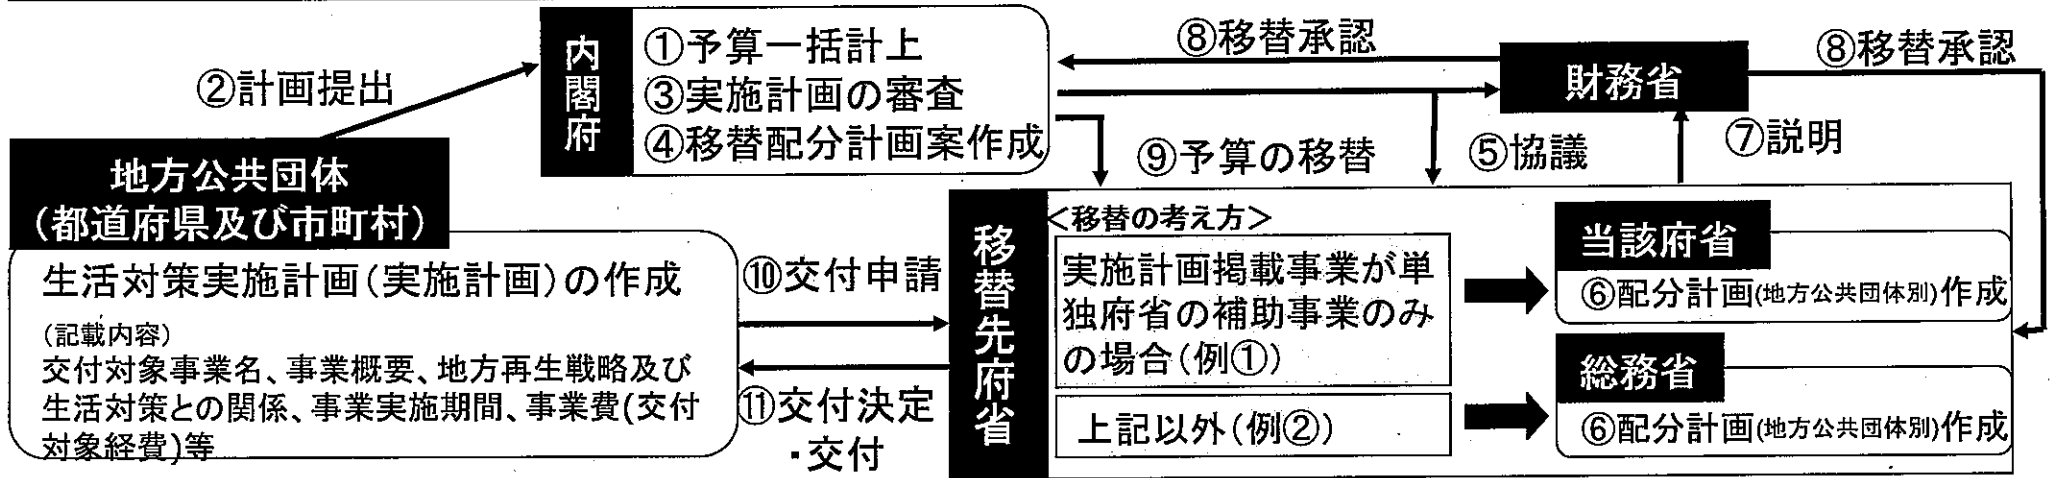 内閣府
①予算一括計上
③実施計画の審査
④移替配分計画案作成
②計画提出
⑧移替承認
財務省
⑧移替承認
⑨予算の移替
⑤協議
⑦説明
地方公共団体
(都道府県及び市町村)
生活対策実施計画(実施計画)の作成
(記載内容)
交付対象事業名、事業概要、地方再生戦略及び
生活対策との関係、事業実施期間、事業費(交付
対象経費)等
⑩交付申請
⑪交付決定
・交付
移替先府省
<移替の考え方>
実施計画掲載事業が単
独府省の補助事業のみ
の場合(例①)
上記以外(例②)
当該府省
⑥配分計画(地方公共団体別)作成
総務省
⑥配分計画(地方公共団体別)作成